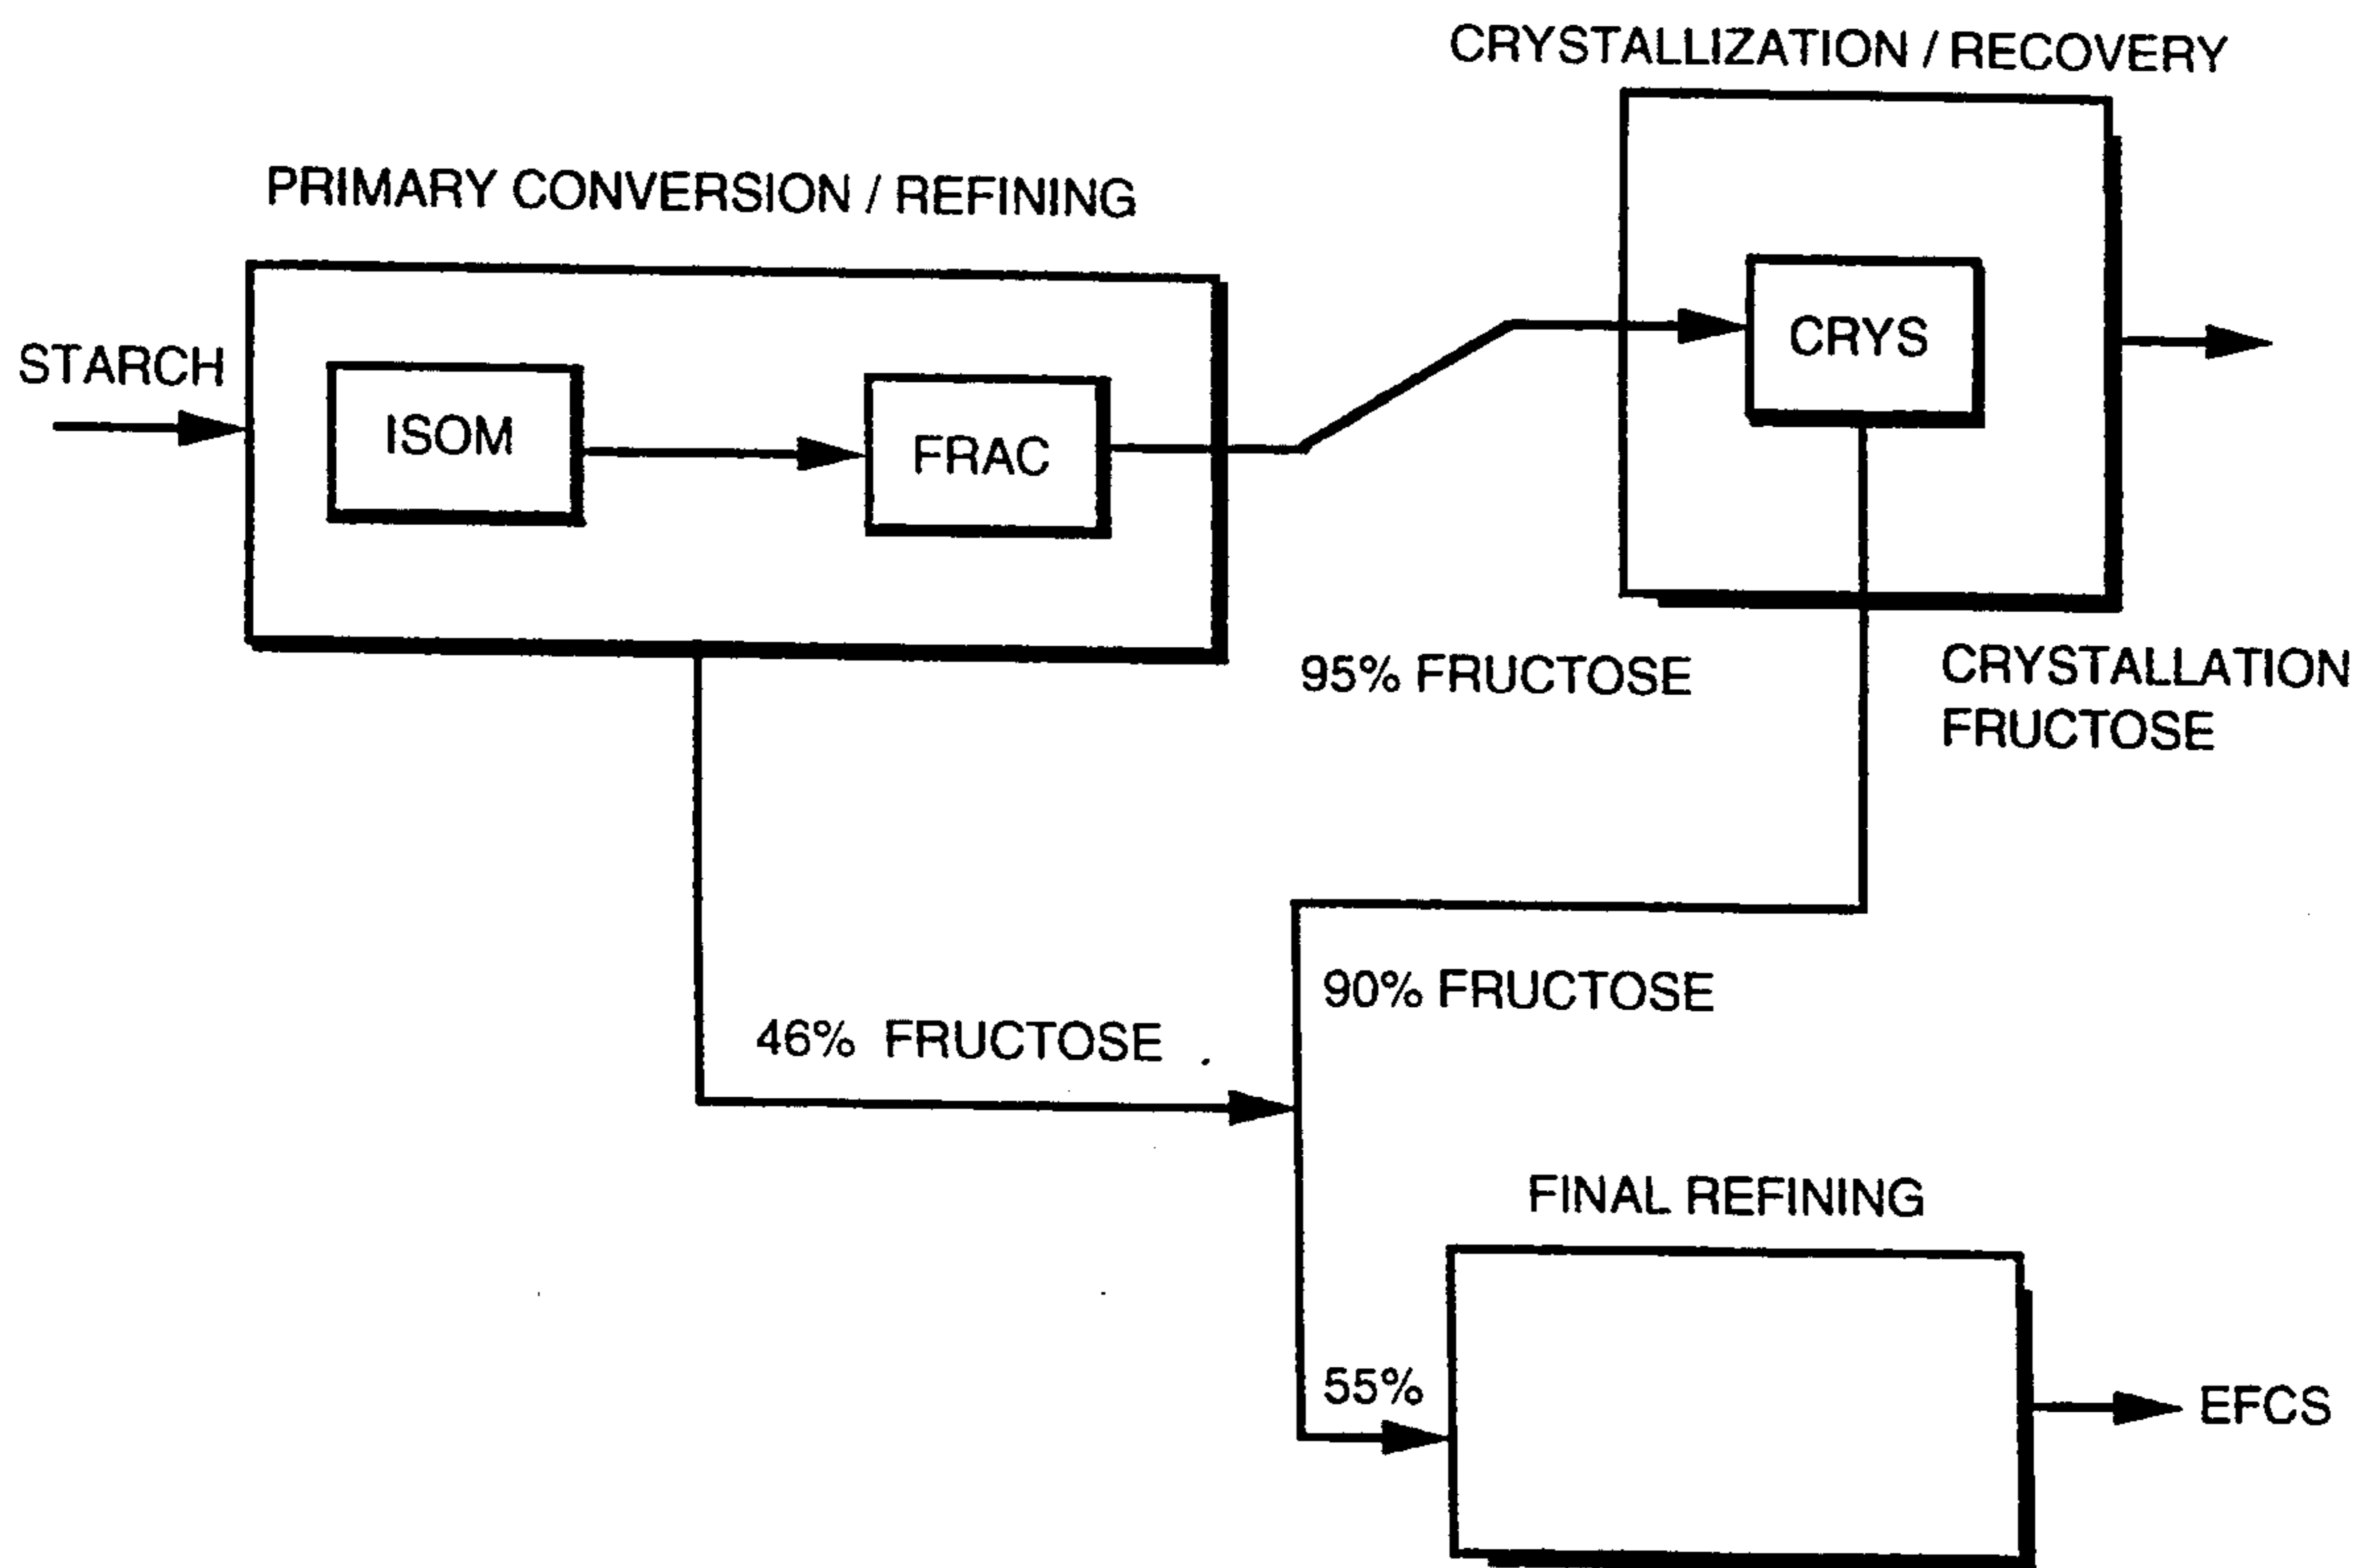 CRYSTALLIZATION / RECOVERY
PRIMARY CONVERSION / REFINING
STARCH
ISOM
FRAC
CRYS
95% FRUCTOSE
CRYSTALLATION
FRUCTOSE
90% FRUCTOSE
46% FRUCTOSE
FINAL REFINING
55%
EFCS